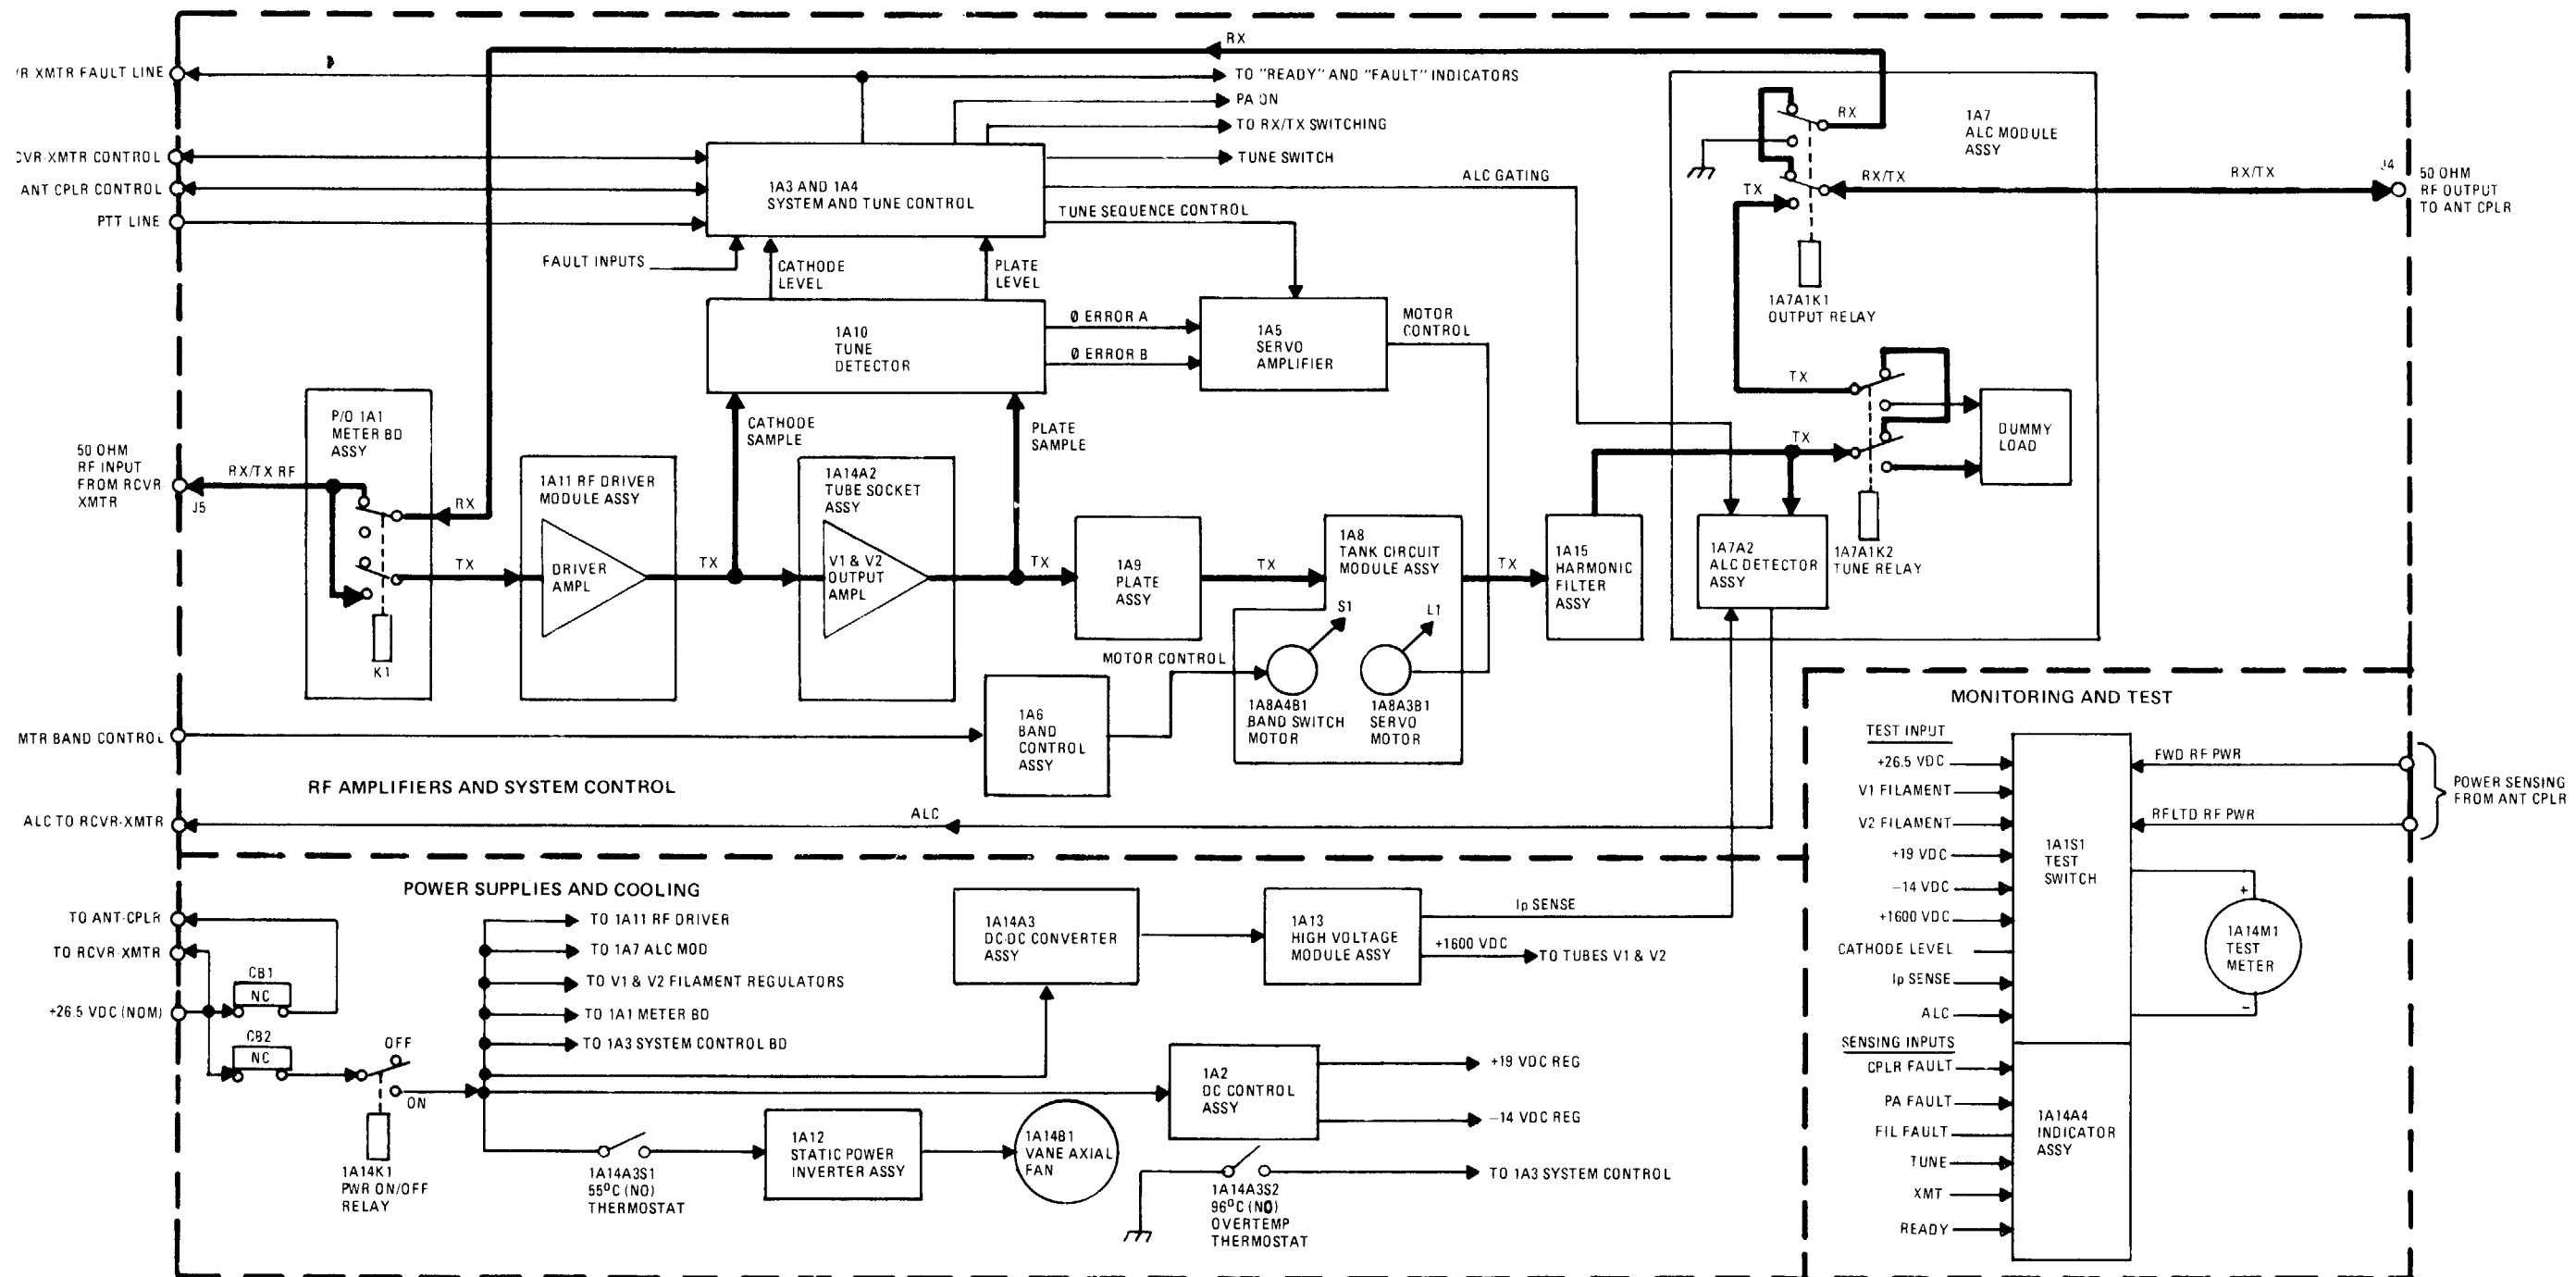 RX
/R XMTR FAULT LINE
TO "READY" AND "FAULT" INDICATORS
PA ON
TO RX/TX SWITCHING
CVR-XMTR CONTROL
TUNE SWITCH
ANT CPLR CONTROL
PTT LINE
1A3 AND 1A4
SYSTEM AND TUNE CONTROL
ALC GATING
TUNE SEQUENCE CONTROL
FAULT INPUTS
CATHODE
LEVEL
PLATE
LEVEL
1A10
TUNE
DETECTOR
Ø ERROR A
Ø ERROR B
1A5
SERVO
AMPLIFIER
MOTOR
CONTROL
RX
1A7
ALC MODULE
ASSY
TX
RX/TX
RX/TX
J4
50 OHM
RF OUTPUT
TO ANT CPLR
1A7A1K1
OUTPUT RELAY
TX
TX
DUMMY
LOAD
1A7A2
ALC DETECTOR
ASSY
1A7A1K2
TUNE RELAY
P/O 1A1
METER BD
ASSY
50 OHM
RF INPUT
FROM RCVR
XMTR
RX/TX RF
J5
RX
TX
K1
1A11 RF DRIVER
MODULE ASSY
DRIVER
AMPL
TX
CATHODE
SAMPLE
1A14A2
TUBE SOCKET
ASSY
V1 & V2
OUTPUT
AMPL
PLATE
SAMPLE
TX
1A9
PLATE
ASSY
TX
1A8
TANK CIRCUIT
MODULE ASSY
S1
L1
TX
1A15
HARMONIC
FILTER
ASSY
MOTOR CONTROL
1A8A4B1
BAND SWITCH
MOTOR
1A8A3B1
SERVO
MOTOR
MTR BAND CONTROL
1A6
BAND
CONTROL
ASSY
RF AMPLIFIERS AND SYSTEM CONTROL
ALC TO RCVR-XMTR
ALC
POWER SUPPLIES AND COOLING
TO ANT-CPLR
TO RCVR-XMTR
+26.5 VDC (NOM)
CB1
NC
CB2
NC
OFF
ON
1A14K1
PWR ON/OFF
RELAY
TO 1A11 RF DRIVER
TO 1A7 ALC MOD
TO V1 & V2 FILAMENT REGULATORS
TO 1A1 METER BD
TO 1A3 SYSTEM CONTROL BD
1A14A3
DC-DC CONVERTER
ASSY
1A13
HIGH VOLTAGE
MODULE ASSY
Ip SENSE
+1600 VDC
TO TUBES V1 & V2
1A2
DC CONTROL
ASSY
+19 VDC REG
−14 VDC REG
1A14A3S1
55°C (NO)
THERMOSTAT
1A12
STATIC POWER
INVERTER ASSY
1A14B1
VANE AXIAL
FAN
1A14A3S2
96°C (NO)
OVERTEMP
THERMOSTAT
TO 1A3 SYSTEM CONTROL
MONITORING AND TEST
TEST INPUT
+26.5 VDC
V1 FILAMENT
V2 FILAMENT
+19 VDC
−14 VDC
+1600 VDC
CATHODE LEVEL
Ip SENSE
ALC
1A1S1
TEST
SWITCH
FWD RF PWR
RFLTD RF PWR
POWER SENSING
FROM ANT CPLR
+
1A14M1
TEST
METER
−
SENSING INPUTS
CPLR FAULT
PA FAULT
FIL FAULT
TUNE
XMT
READY
1A14A4
INDICATOR
ASSY